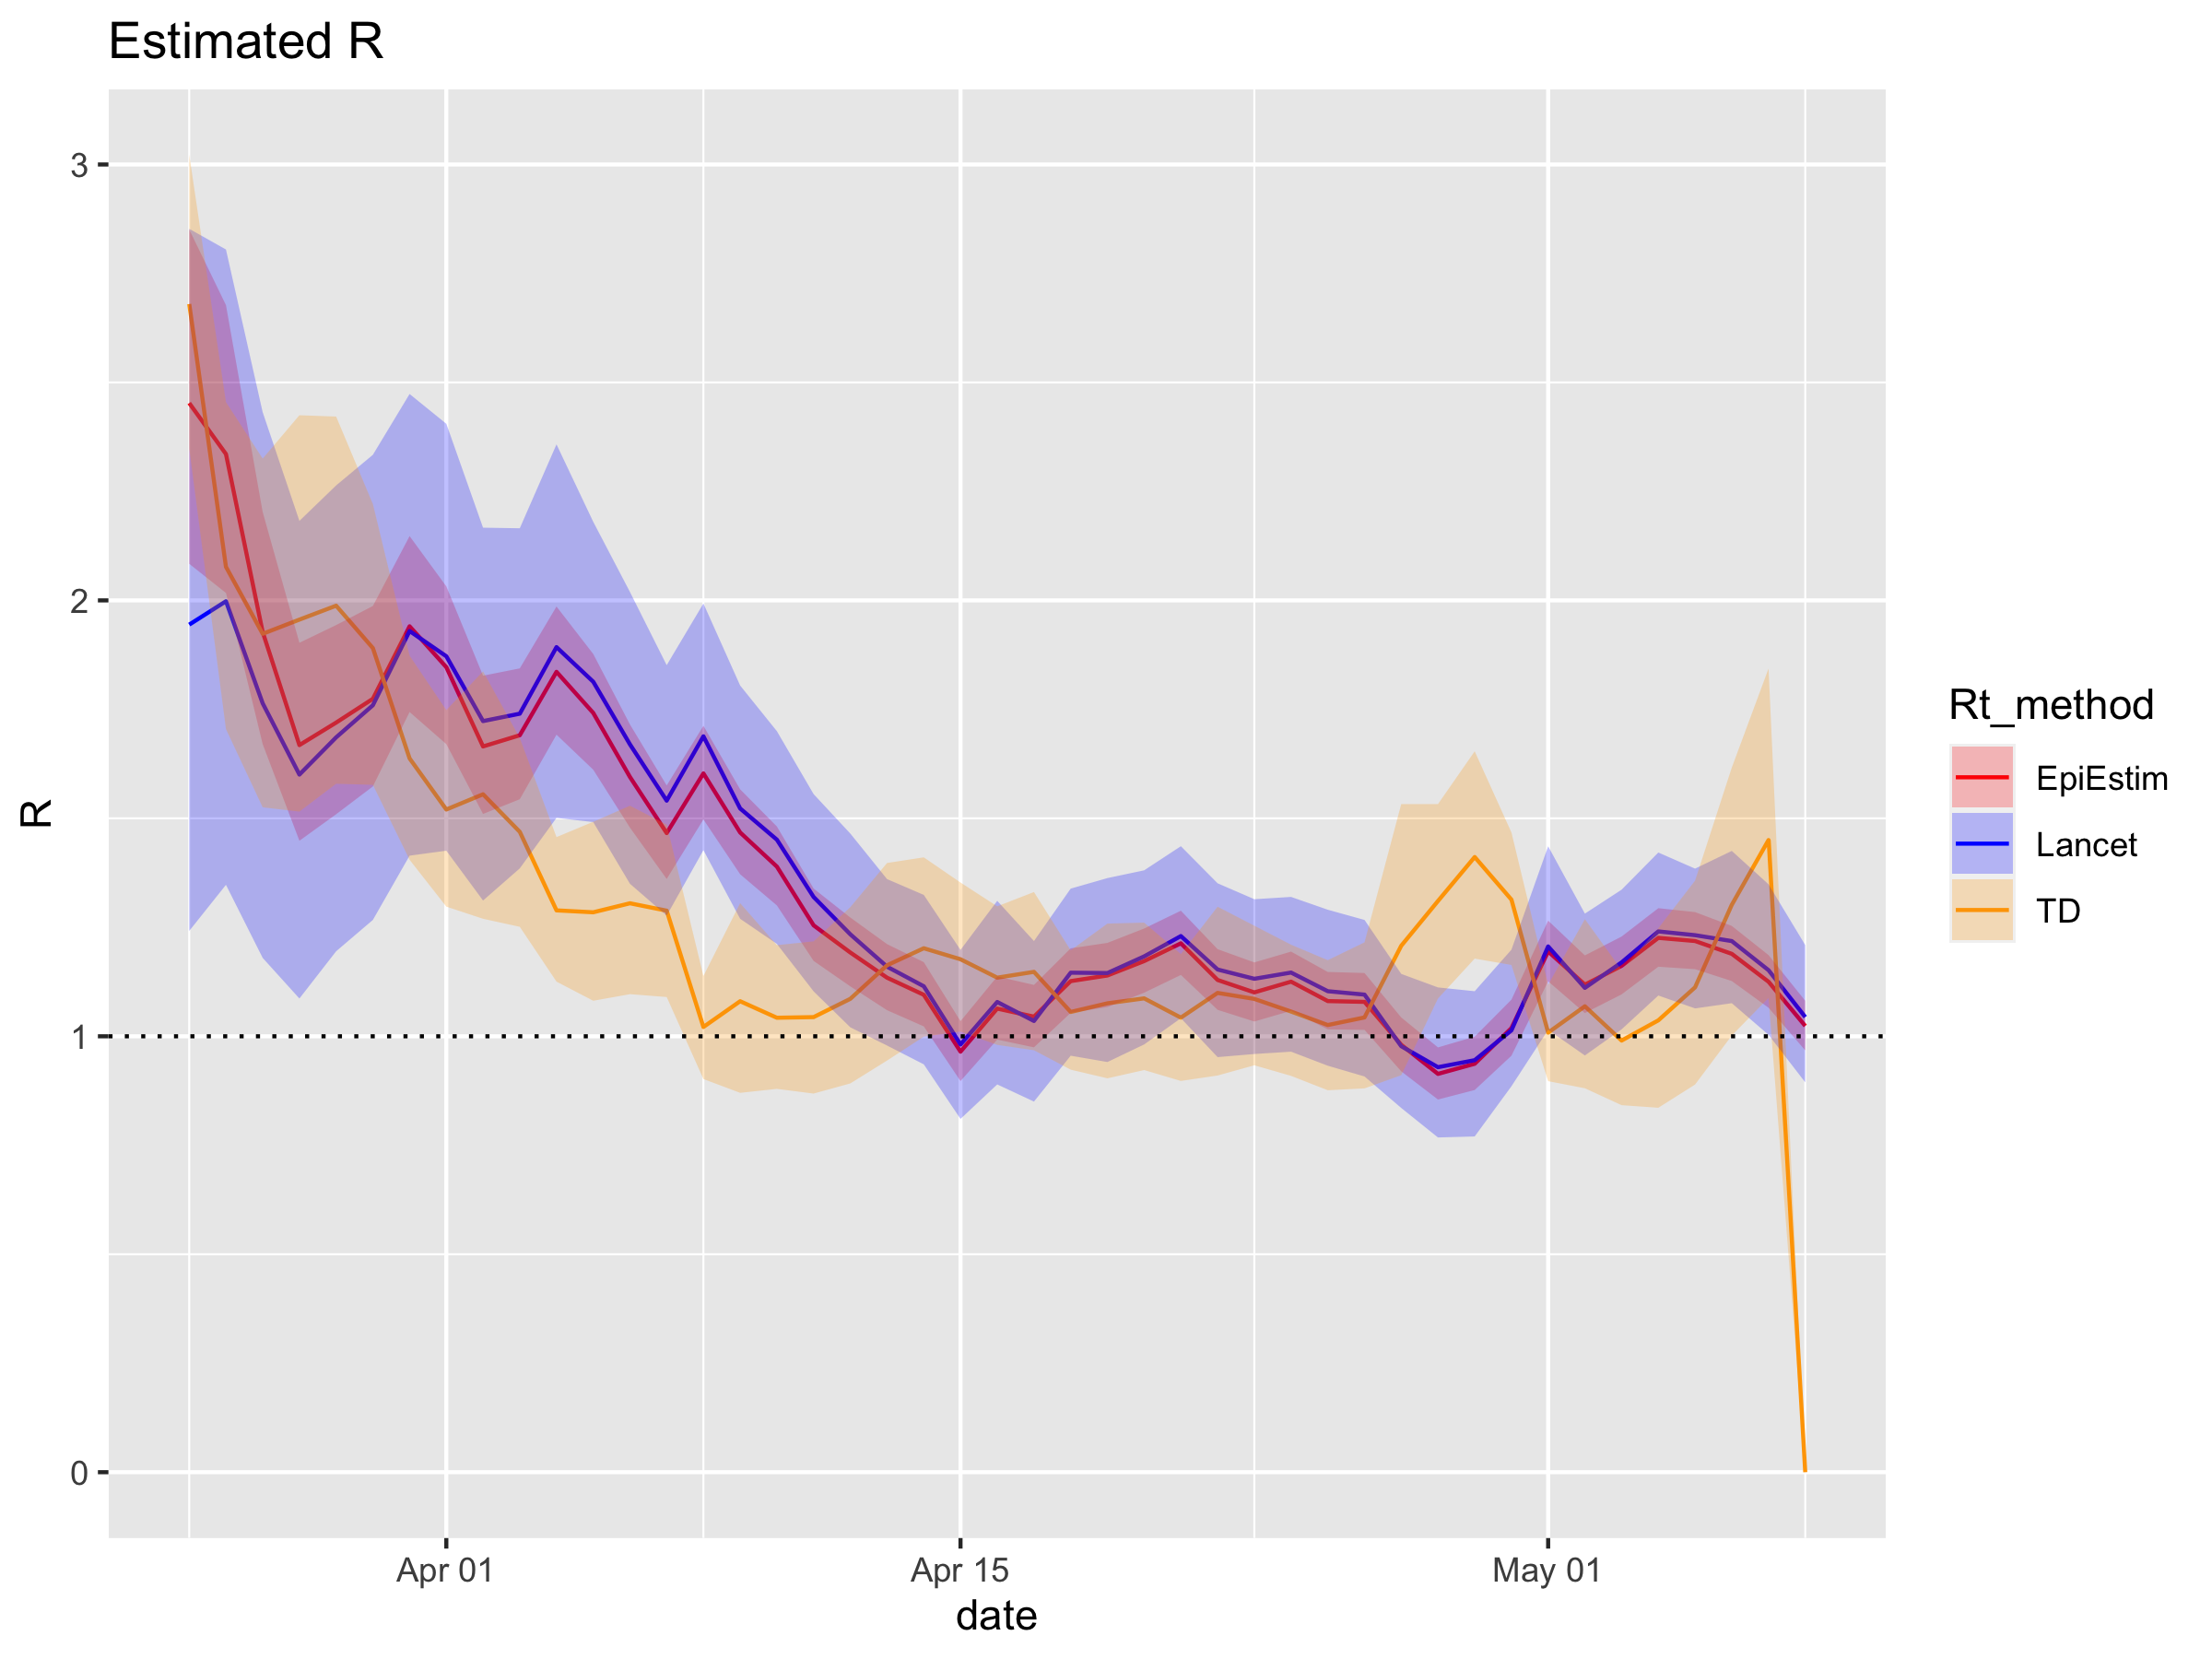 Estimated R
3
2
1
0
R
Apr 01
Apr 15
May 01
date
Rt_method
EpiEstim
Lancet
TD